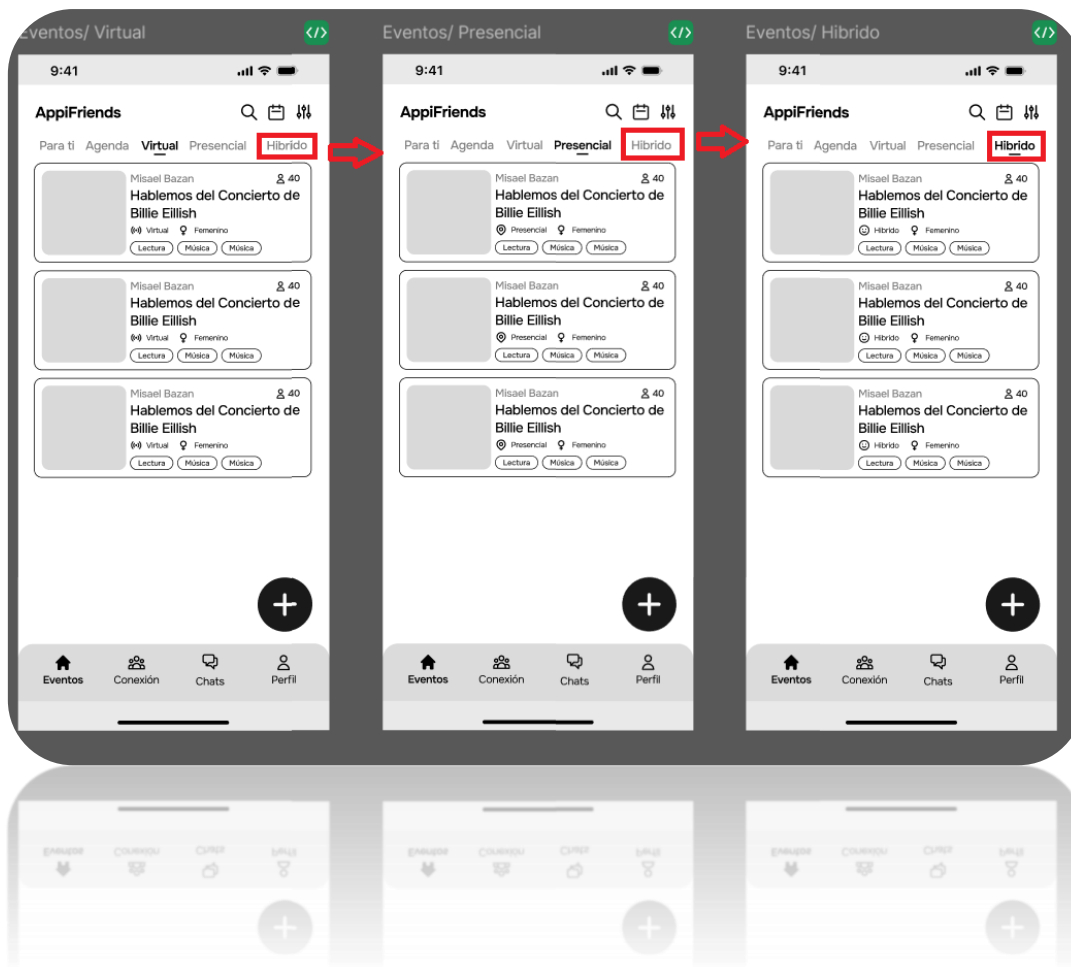 Eventos/ Virtual
9:41
AppiFriends
Para ti Agenda Virtual Presencial Hibrido
Misael Bazan 40
Hablemos del Concierto de
Billie Eillish
Virtual Femenino
Lectura Música Música
Misael Bazan 40
Hablemos del Concierto de
Billie Eillish
Virtual Femenino
Lectura Música Música
Misael Bazan 40
Hablemos del Concierto de
Billie Eillish
Virtual Femenino
Lectura Música Música
Eventos Conexión Chats Perfil
Eventos/ Presencial
9:41
AppiFriends
Para ti Agenda Virtual Presencial Hibrido
Misael Bazan 40
Hablemos del Concierto de
Billie Eillish
Presencial Femenino
Lectura Música Música
Misael Bazan 40
Hablemos del Concierto de
Billie Eillish
Presencial Femenino
Lectura Música Música
Misael Bazan 40
Hablemos del Concierto de
Billie Eillish
Presencial Femenino
Lectura Música Música
Eventos Conexión Chats Perfil
Eventos/ Hibrido
9:41
AppiFriends
Para ti Agenda Virtual Presencial Hibrido
Misael Bazan 40
Hablemos del Concierto de
Billie Eillish
Hibrido Femenino
Lectura Música Música
Misael Bazan 40
Hablemos del Concierto de
Billie Eillish
Hibrido Femenino
Lectura Música Música
Misael Bazan 40
Hablemos del Concierto de
Billie Eillish
Hibrido Femenino
Lectura Música Música
Eventos Conexión Chats Perfil